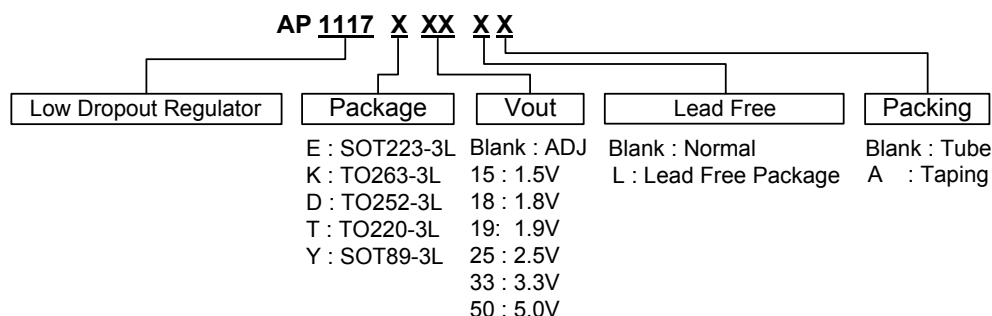 AP 1117 X XX X X
Low Dropout Regulator
Package
Vout
Lead Free
Packing
E : SOT223-3L
K : TO263-3L
D : TO252-3L
T : TO220-3L
Y : SOT89-3L
Blank : ADJ
15 : 1.5V
18 : 1.8V
19: 1.9V
25 : 2.5V
33 : 3.3V
50 : 5.0V
Blank : Normal
L : Lead Free Package
Blank : Tube
A : Taping